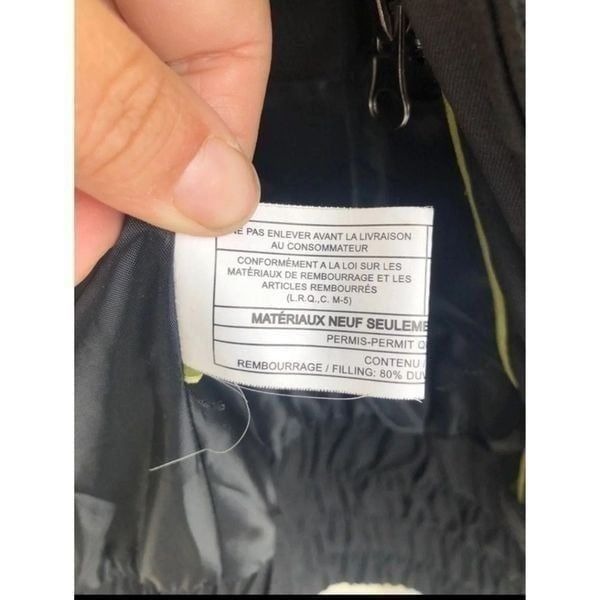 NE PAS ENLEVER AVANT LA LIVRAISON
AU CONSOMMATEUR
CONFORMÉMENT A LA LOI SUR LES
MATÉRIAUX DE REMBOURRAGE ET LES
ARTICLES REMBOURRÉS
(L.R.Q.,C. M-5)
MATÉRIAUX NEUF SEULEME
PERMIS-PERMIT Q
CONTENU /
REMBOURRAGE / FILLING: 80% DUV